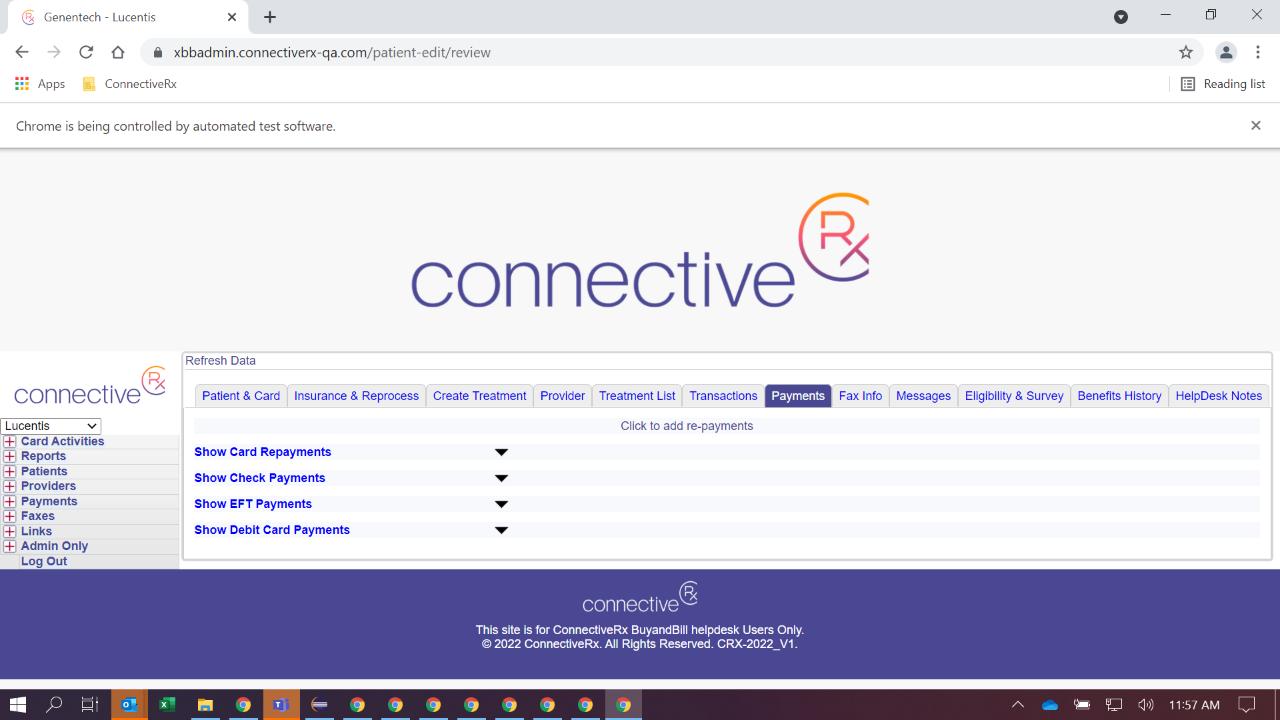 Genentech - Lucentis
xbbadmin.connectiverx-qa.com/patient-edit/review
Apps ConnectiveRx Reading list
Chrome is being controlled by automated test software.
connective Rx
connective Rx
Refresh Data
Patient & Card Insurance & Reprocess Create Treatment Provider Treatment List Transactions Payments Fax Info Messages Eligibility & Survey Benefits History HelpDesk Notes
Lucentis
Card Activities
Reports
Patients
Providers
Payments
Faxes
Links
Admin Only
Log Out
Click to add re-payments
Show Card Repayments
Show Check Payments
Show EFT Payments
Show Debit Card Payments
connective Rx
This site is for ConnectiveRx BuyandBill helpdesk Users Only.
© 2022 ConnectiveRx. All Rights Reserved. CRX-2022_V1.
11:57 AM